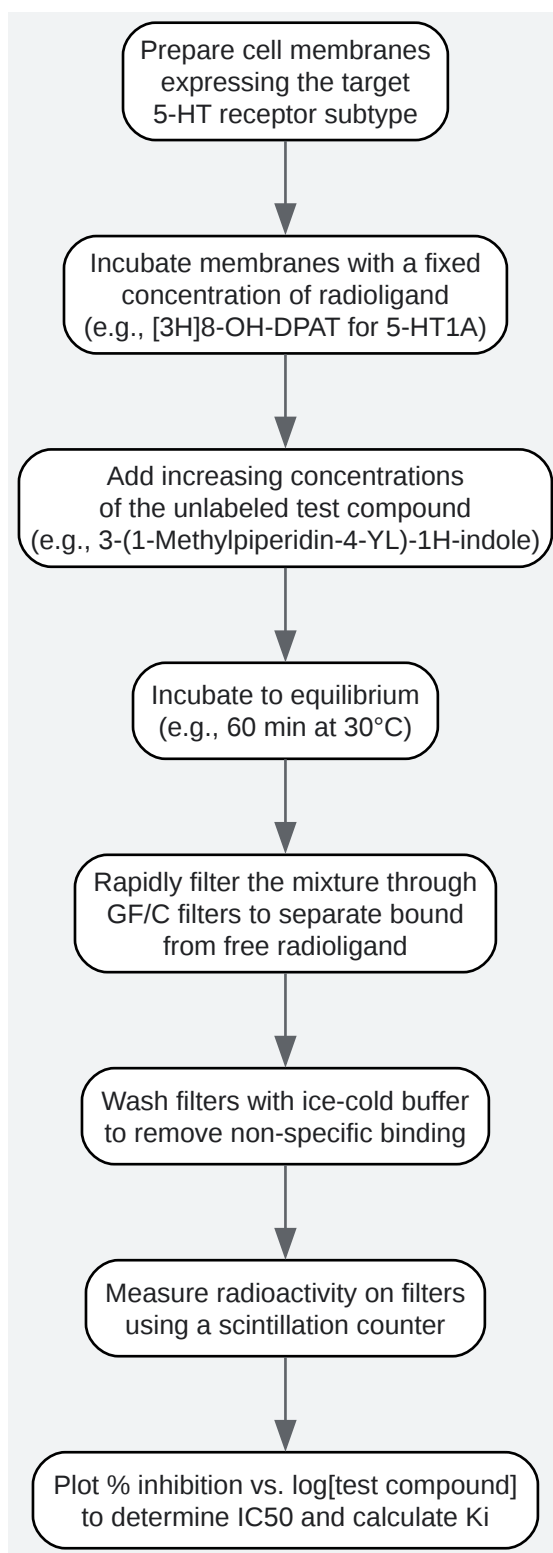 Prepare cell membranes
expressing the target
5-HT receptor subtype
Incubate membranes with a fixed
concentration of radioligand
(e.g., [3H]8-OH-DPAT for 5-HT1A)
Add increasing concentrations
of the unlabeled test compound
(e.g., 3-(1-Methylpiperidin-4-YL)-1H-indole)
Incubate to equilibrium
(e.g., 60 min at 30°C)
Rapidly filter the mixture through
GF/C filters to separate bound
from free radioligand
Wash filters with ice-cold buffer
to remove non-specific binding
Measure radioactivity on filters
using a scintillation counter
Plot % inhibition vs. log[test compound]
to determine IC50 and calculate Ki